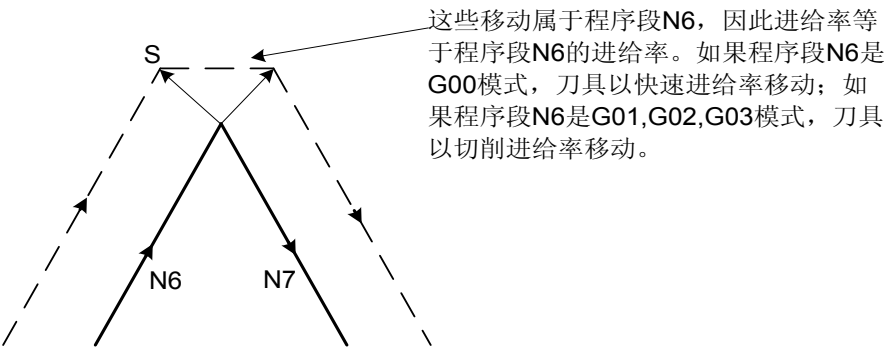 这些移动属于程序段N6，因此进给率等
于程序段N6的进给率。如果程序段N6是
G00模式，刀具以快速进给率移动；如
果程序段N6是G01,G02,G03模式，刀具
以切削进给率移动。
S
N6
N7